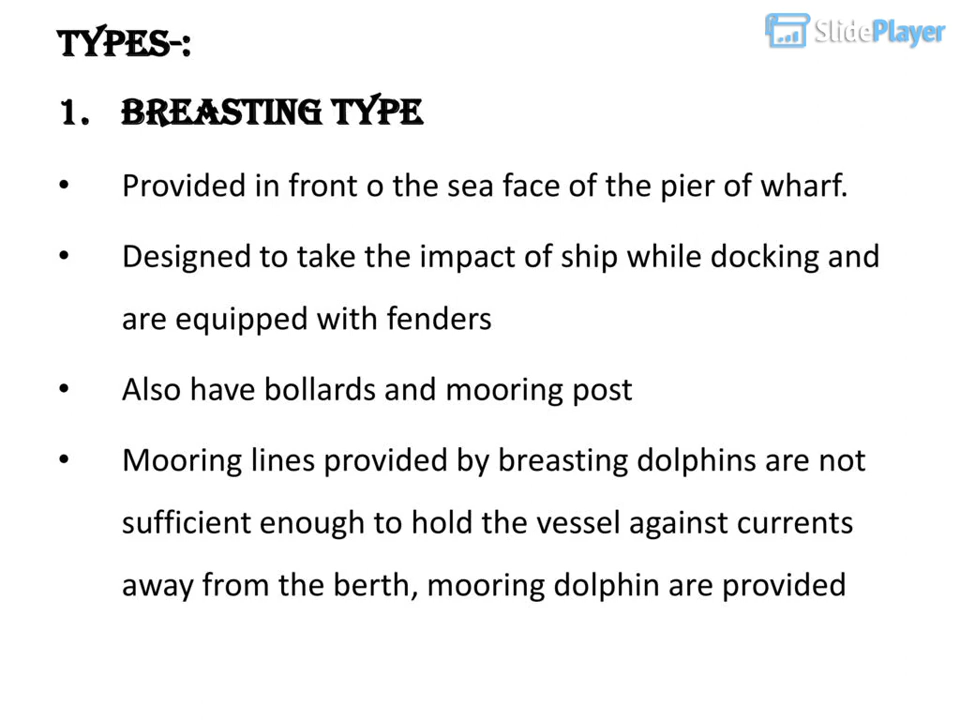 TYPES-:
SlidePlayer
1. BREASTING TYPE
• Provided in front o the sea face of the pier of wharf.
• Designed to take the impact of ship while docking and
are equipped with fenders
• Also have bollards and mooring post
• Mooring lines provided by breasting dolphins are not
sufficient enough to hold the vessel against currents
away from the berth, mooring dolphin are provided